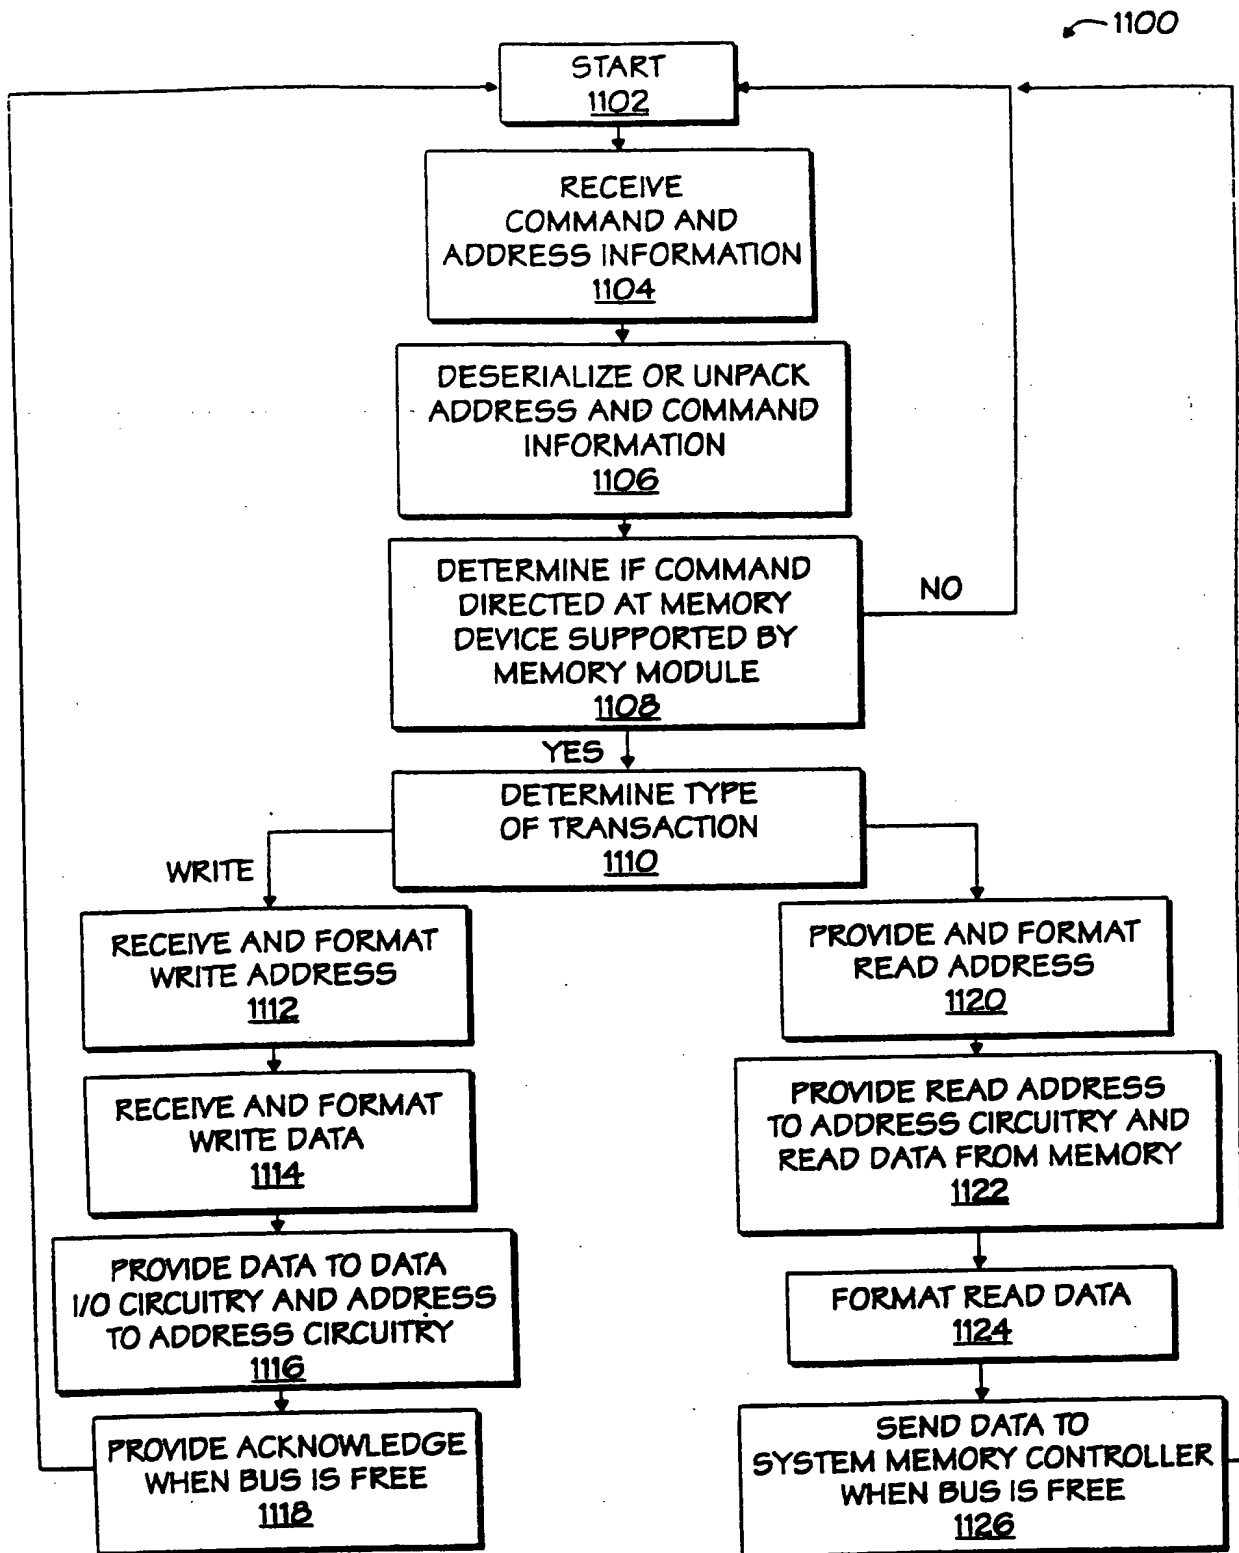 1100
START
1102
RECEIVE
COMMAND AND
ADDRESS INFORMATION
1104
DESERIALIZE OR UNPACK
ADDRESS AND COMMAND
INFORMATION
1106
DETERMINE IF COMMAND
DIRECTED AT MEMORY
DEVICE SUPPORTED BY
MEMORY MODULE
1108
NO
YES
DETERMINE TYPE
OF TRANSACTION
1110
WRITE
RECEIVE AND FORMAT
WRITE ADDRESS
1112
RECEIVE AND FORMAT
WRITE DATA
1114
PROVIDE DATA TO DATA
I/O CIRCUITRY AND ADDRESS
TO ADDRESS CIRCUITRY
1116
PROVIDE ACKNOWLEDGE
WHEN BUS IS FREE
1118
PROVIDE AND FORMAT
READ ADDRESS
1120
PROVIDE READ ADDRESS
TO ADDRESS CIRCUITRY AND
READ DATA FROM MEMORY
1122
FORMAT READ DATA
1124
SEND DATA TO
SYSTEM MEMORY CONTROLLER
WHEN BUS IS FREE
1126